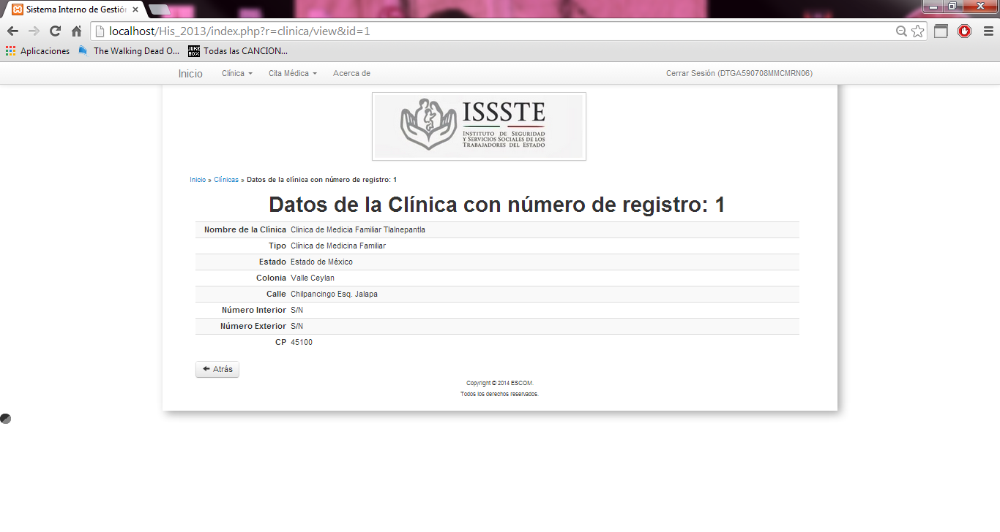 Sistema Interno de Gestión
localhost/His_2013/index.php?r=clinica/view&id=1
Aplicaciones The Walking Dead O... JUKE BOX Todas las CANCION...
Inicio Clínica Cita Médica Acerca de Cerrar Sesión (DTGA590708MMCMRN06)
ISSSTE
Instituto de Seguridad
y Servicios Sociales de los
Trabajadores del Estado
Inicio » Clínicas » Datos de la clínica con número de registro: 1
Datos de la Clínica con número de registro: 1
Nombre de la Clínica Clinica de Medicia Familiar Tlalnepantla
Tipo Clínica de Medicina Familiar
Estado Estado de México
Colonia Valle Ceylan
Calle Chilpancingo Esq. Jalapa
Número Interior S/N
Número Exterior S/N
CP 45100
Atrás
Copyright © 2014 ESCOM.
Todos los derechos reservados.